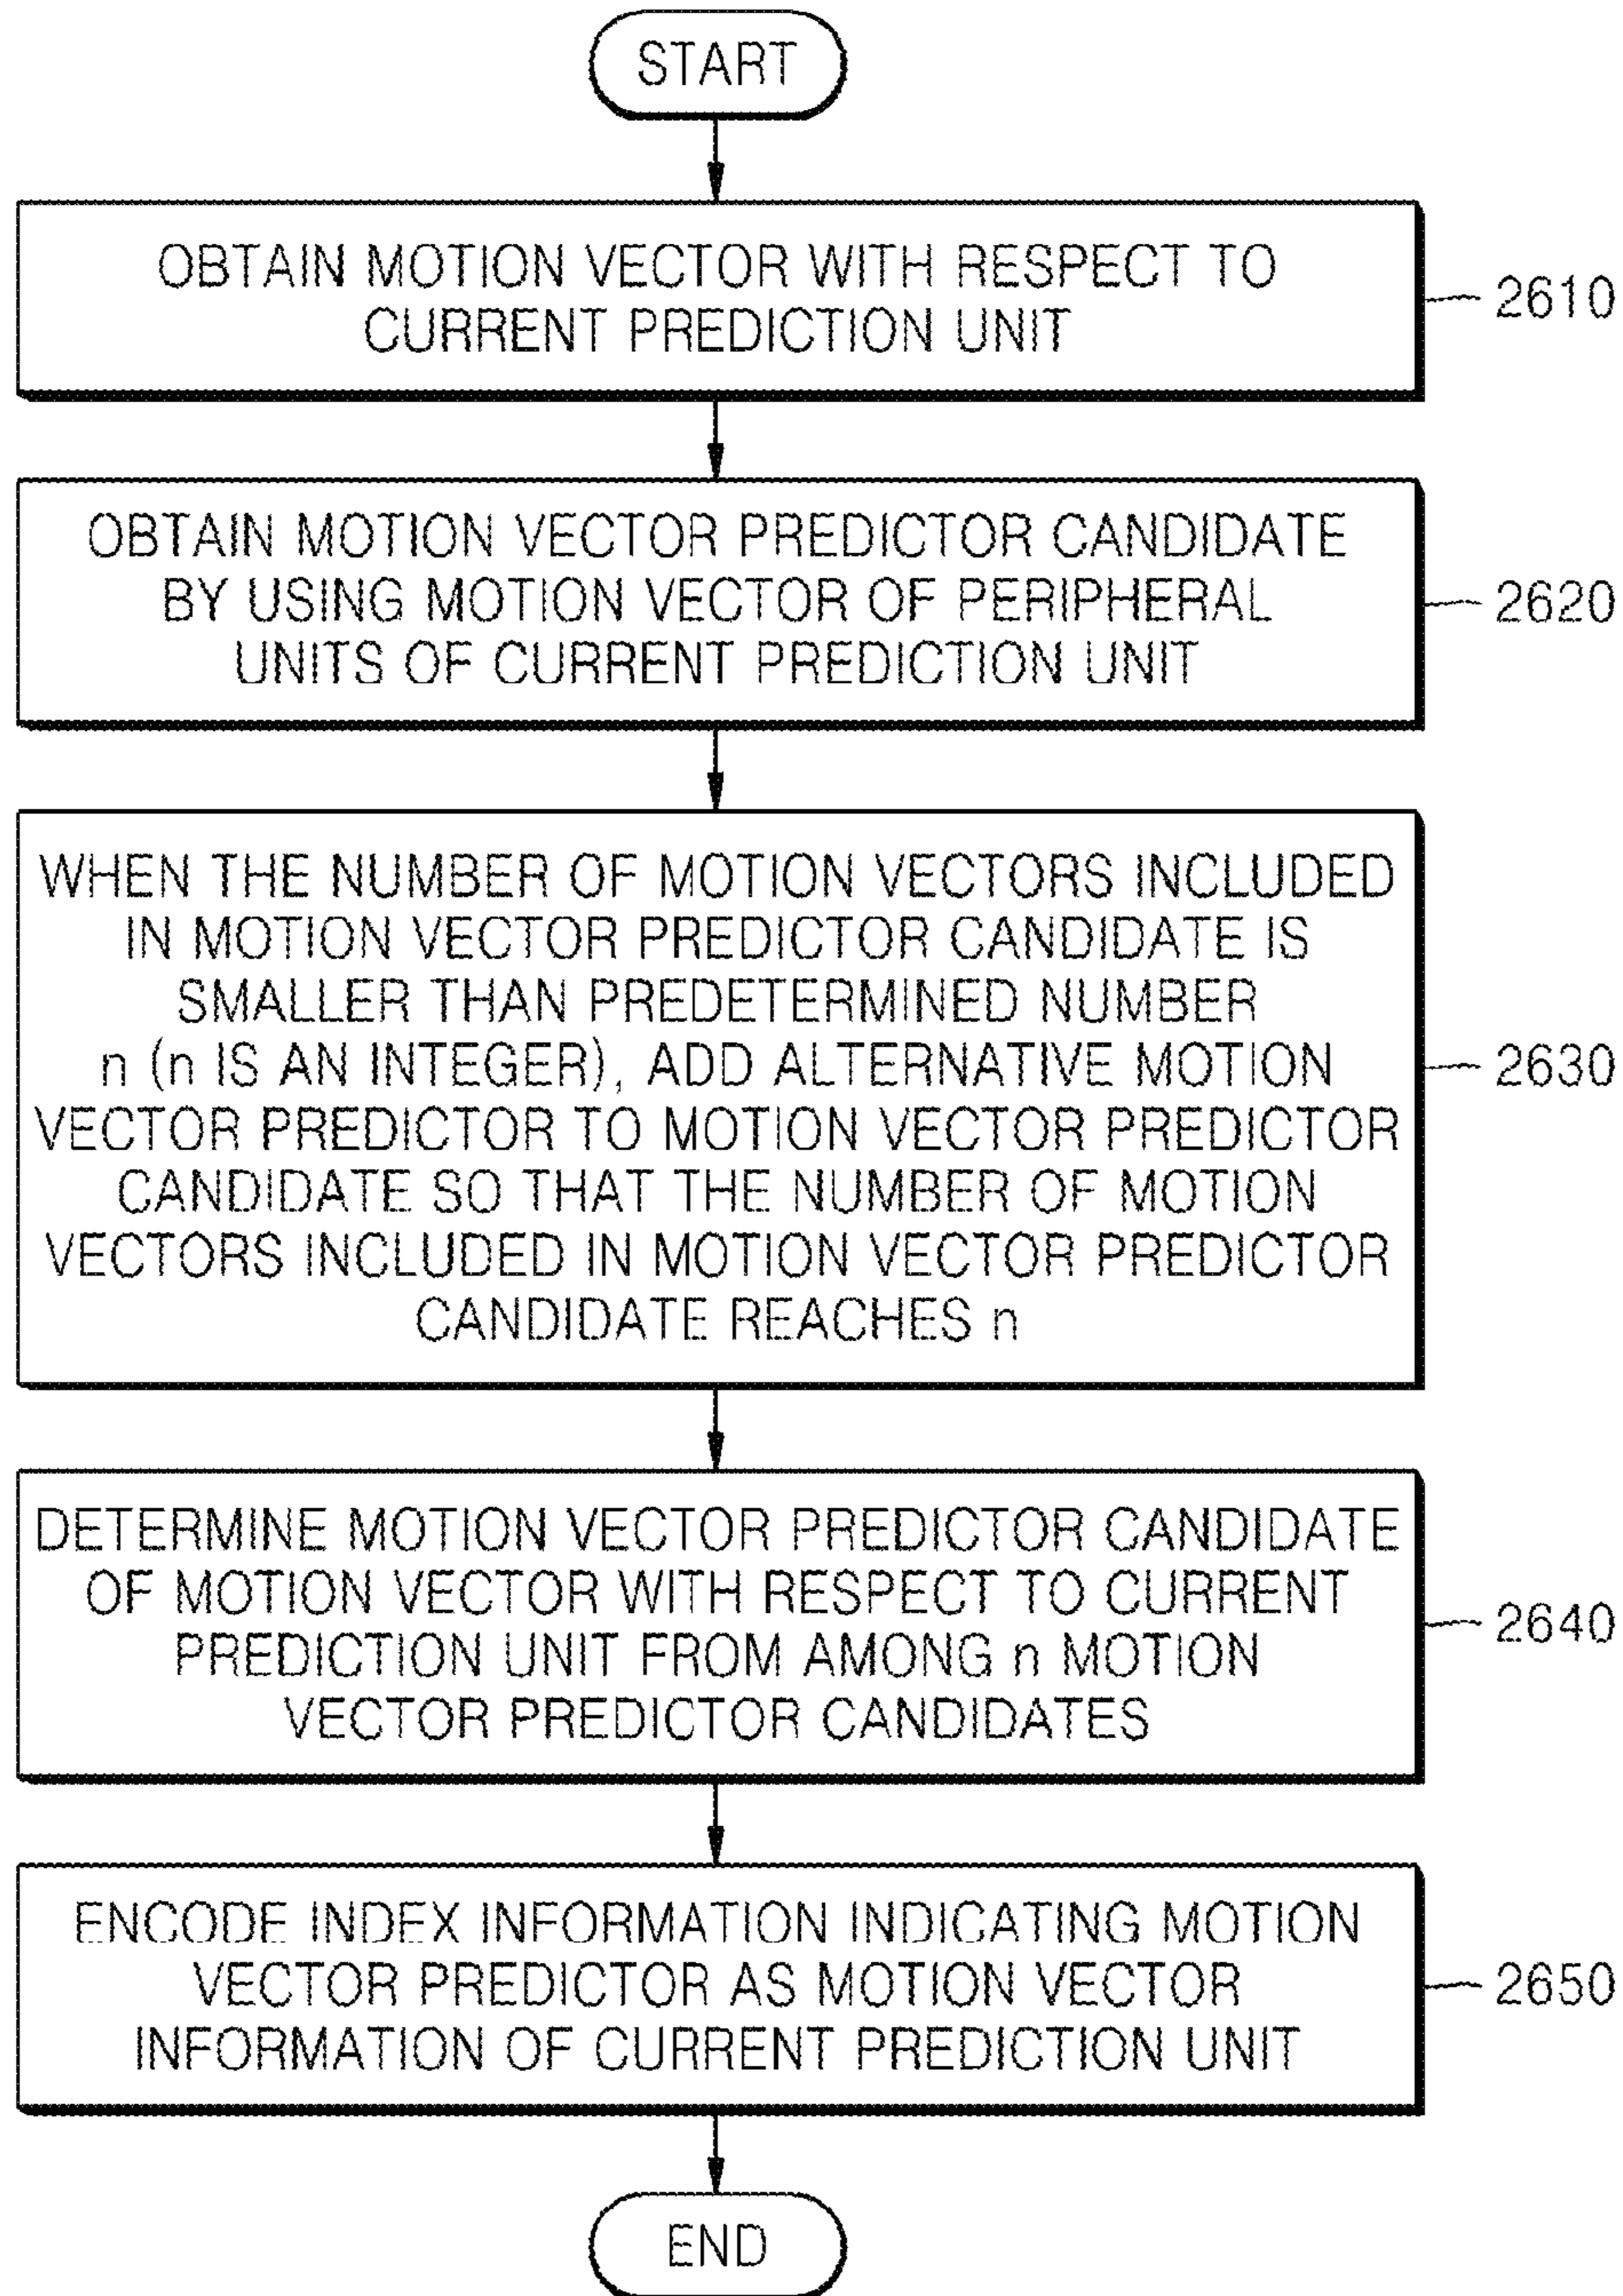 START
OBTAIN MOTION VECTOR WITH RESPECT TO
CURRENT PREDICTION UNIT
2610
OBTAIN MOTION VECTOR PREDICTOR CANDIDATE
BY USING MOTION VECTOR OF PERIPHERAL
UNITS OF CURRENT PREDICTION UNIT
2620
WHEN THE NUMBER OF MOTION VECTORS INCLUDED
IN MOTION VECTOR PREDICTOR CANDIDATE IS
SMALLER THAN PREDETERMINED NUMBER
n (n IS AN INTEGER), ADD ALTERNATIVE MOTION
VECTOR PREDICTOR TO MOTION VECTOR PREDICTOR
CANDIDATE SO THAT THE NUMBER OF MOTION
VECTORS INCLUDED IN MOTION VECTOR PREDICTOR
CANDIDATE REACHES n
2630
DETERMINE MOTION VECTOR PREDICTOR CANDIDATE
OF MOTION VECTOR WITH RESPECT TO CURRENT
PREDICTION UNIT FROM AMONG n MOTION
VECTOR PREDICTOR CANDIDATES
2640
ENCODE INDEX INFORMATION INDICATING MOTION
VECTOR PREDICTOR AS MOTION VECTOR
INFORMATION OF CURRENT PREDICTION UNIT
2650
END